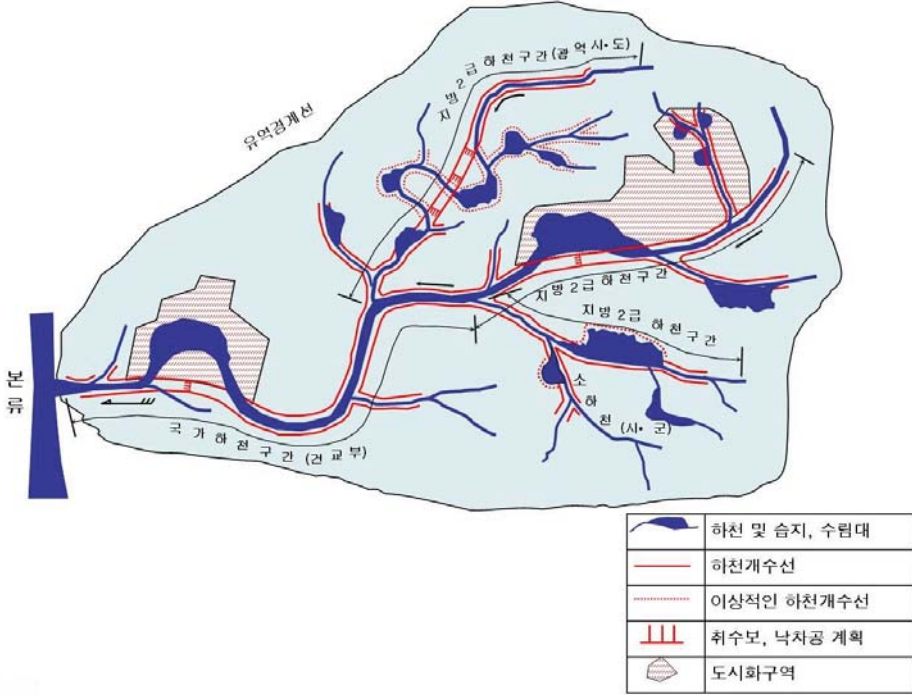 지방2급하천구간(광역시•도)
유역경계선
지방2급하천구간
지방2급 하천구간
본류
소하천(시•군)
국가하천구간(건교부)
하천 및 습지, 수림대
하천개수선
이상적인 하천개수선
취수보, 낙차공 계획
도시화구역